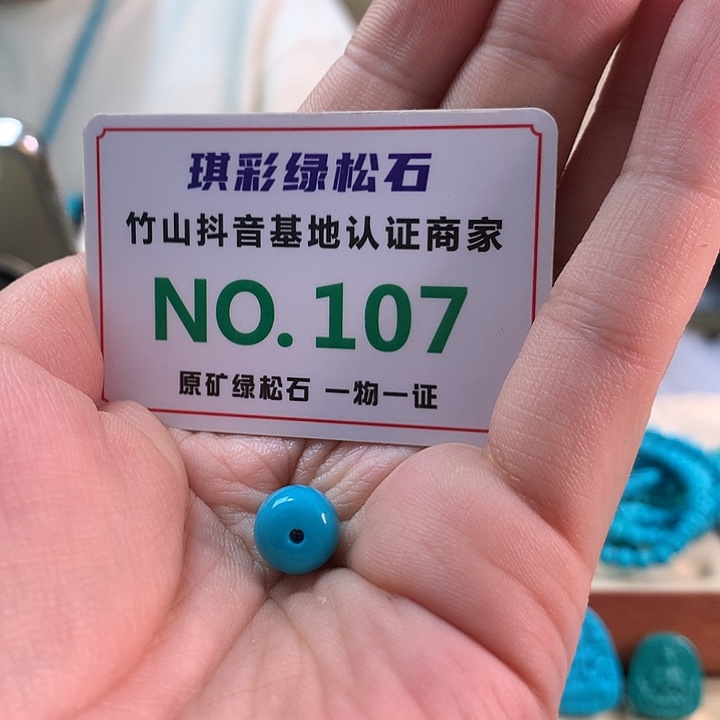 琪彩绿松石
竹山抖音基地认证商家
NO.107
原矿绿松石 一物一证